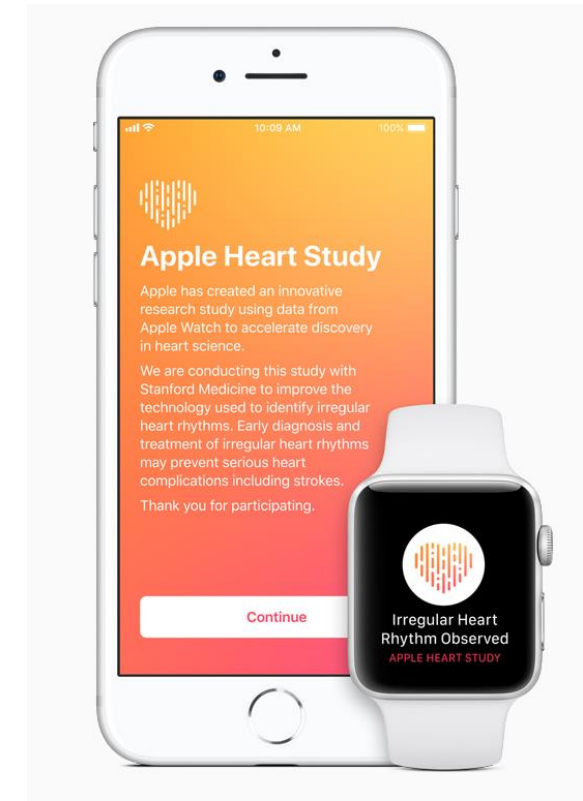 10:09 AM
100%
Apple Heart Study
Apple has created an innovative
research study using data from
Apple Watch to accelerate discovery
in heart science.
We are conducting this study with
Stanford Medicine to improve the
technology used to identify irregular
heart rhythms. Early diagnosis and
treatment of irregular heart rhythms
may prevent serious heart
complications including strokes.
Thank you for participating.
Continue
Irregular Heart
Rhythm Observed
APPLE HEART STUDY